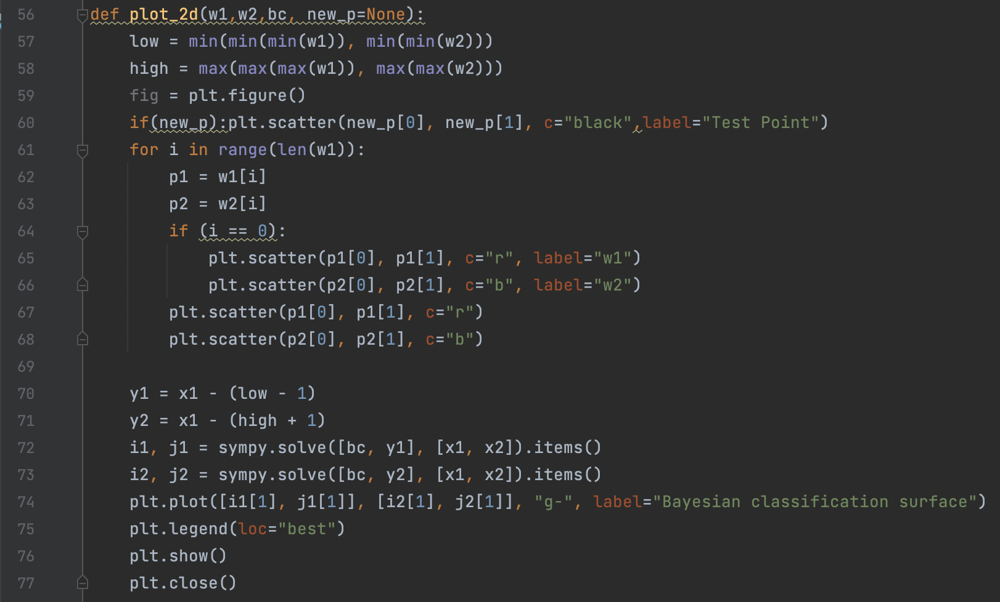 56 def plot_2d(w1,w2,bc, new_p=None):
57     low = min(min(min(w1)), min(min(w2)))
58     high = max(max(max(w1)), max(max(w2)))
59     fig = plt.figure()
60     if(new_p):plt.scatter(new_p[0], new_p[1], c="black",label="Test Point")
61     for i in range(len(w1)):
62         p1 = w1[i]
63         p2 = w2[i]
64         if (i == 0):
65             plt.scatter(p1[0], p1[1], c="r", label="w1")
66             plt.scatter(p2[0], p2[1], c="b", label="w2")
67         plt.scatter(p1[0], p1[1], c="r")
68         plt.scatter(p2[0], p2[1], c="b")
69
70     y1 = x1 - (low - 1)
71     y2 = x1 - (high + 1)
72     i1, j1 = sympy.solve([bc, y1], [x1, x2]).items()
73     i2, j2 = sympy.solve([bc, y2], [x1, x2]).items()
74     plt.plot([i1[1], j1[1]], [i2[1], j2[1]], "g-", label="Bayesian classification surface")
75     plt.legend(loc="best")
76     plt.show()
77     plt.close()